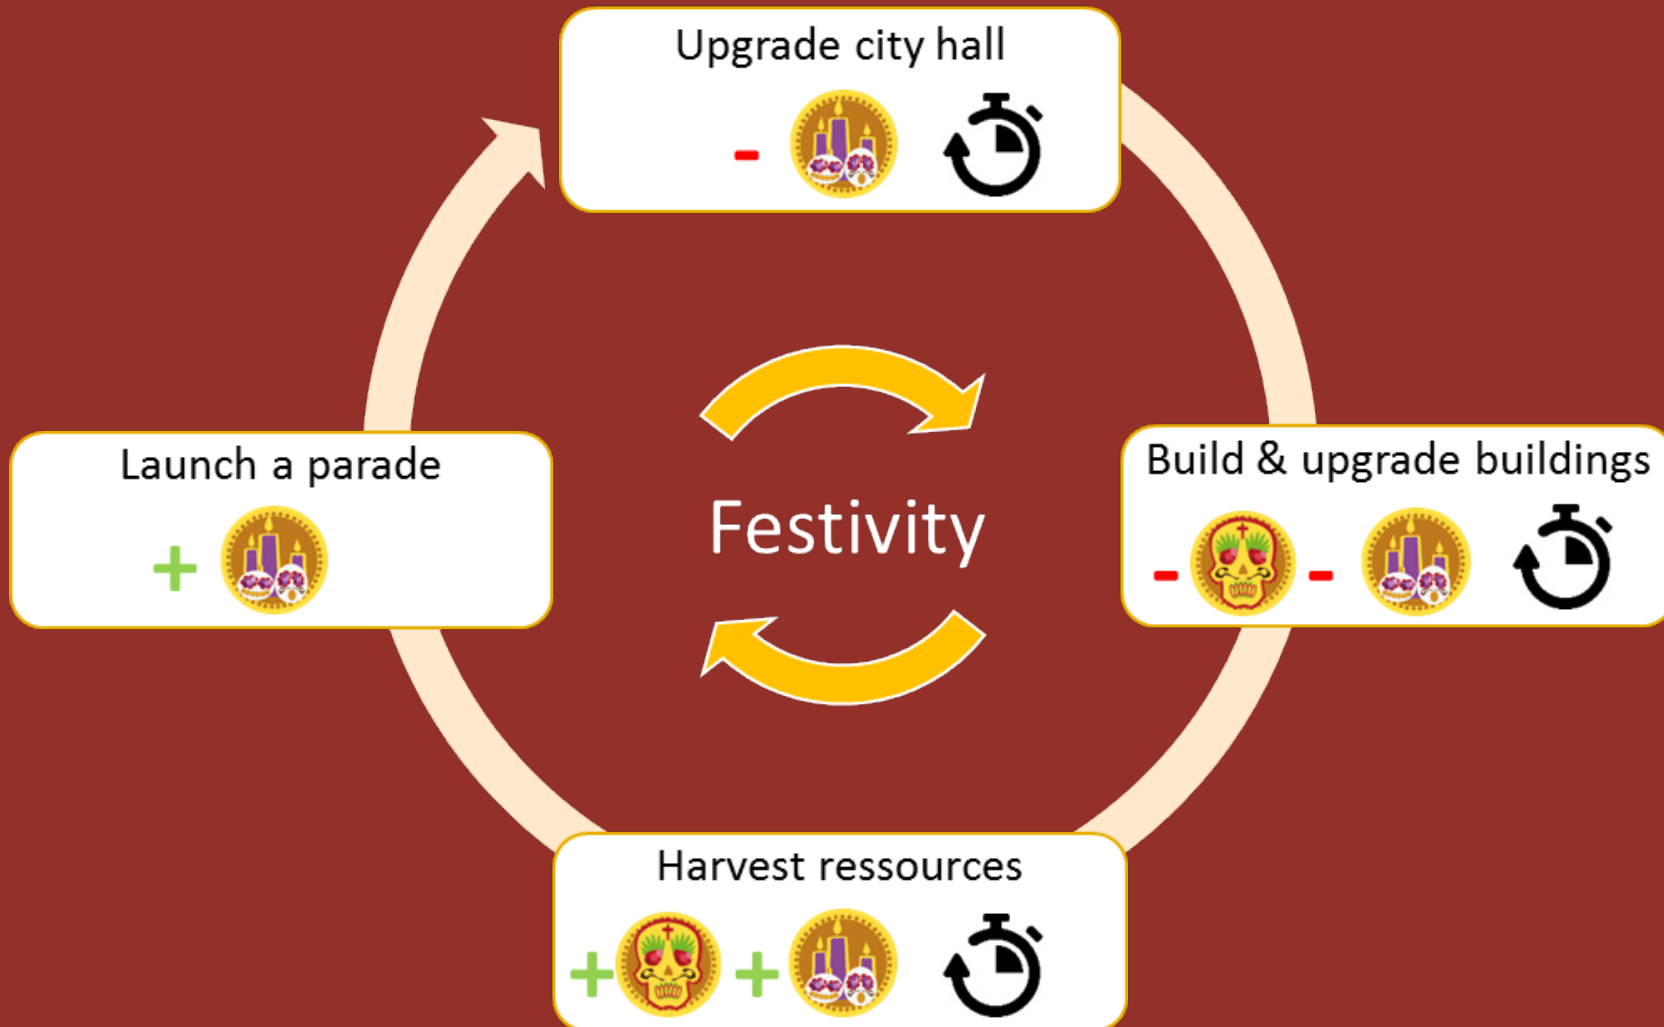 Upgrade city hall
-
Launch a parade
+
Festivity
Build & upgrade buildings
- -
Harvest ressources
+ +